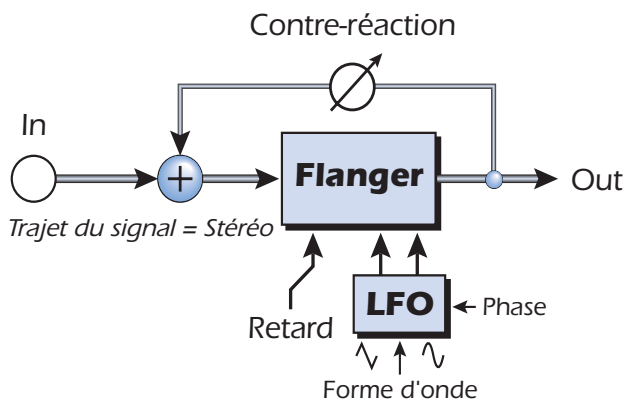 Contre-réaction
In
+
Flanger
Out
Trajet du signal = Stéréo
LFO
Phase
Retard
Forme d'onde